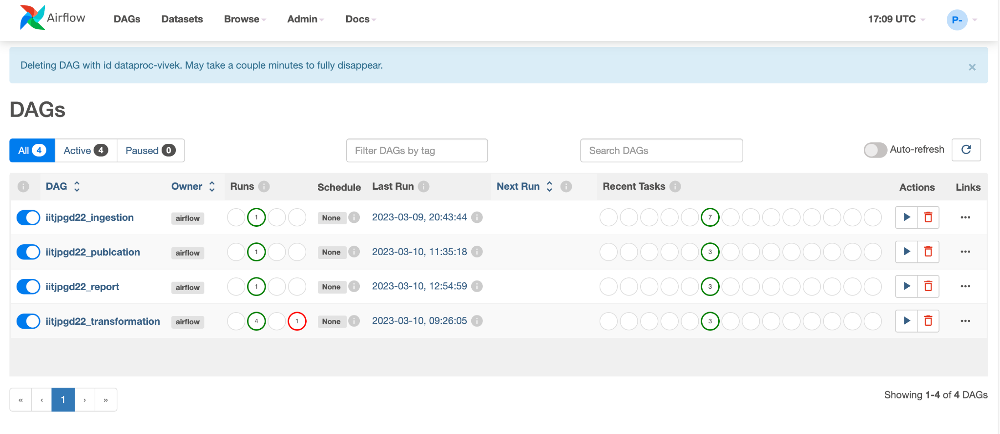 Airflow DAGs Datasets Browse Admin Docs 17:09 UTC P-
Deleting DAG with id dataproc-vivek. May take a couple minutes to fully disappear. ×
DAGs
All 4 Active 4 Paused 0 Filter DAGs by tag Search DAGs Auto-refresh
i DAG Owner Runs i Schedule Last Run i Next Run i Recent Tasks i Actions Links
iitjpgd22_ingestion airflow 1 None i 2023-03-09, 20:43:44 i 7 ...
iitjpgd22_publcation airflow 1 None i 2023-03-10, 11:35:18 i 3 ...
iitjpgd22_report airflow 1 None i 2023-03-10, 12:54:59 i 3 ...
iitjpgd22_transformation airflow 4 1 None i 2023-03-10, 09:26:05 i 3 ...
« ‹ 1 › » Showing 1-4 of 4 DAGs